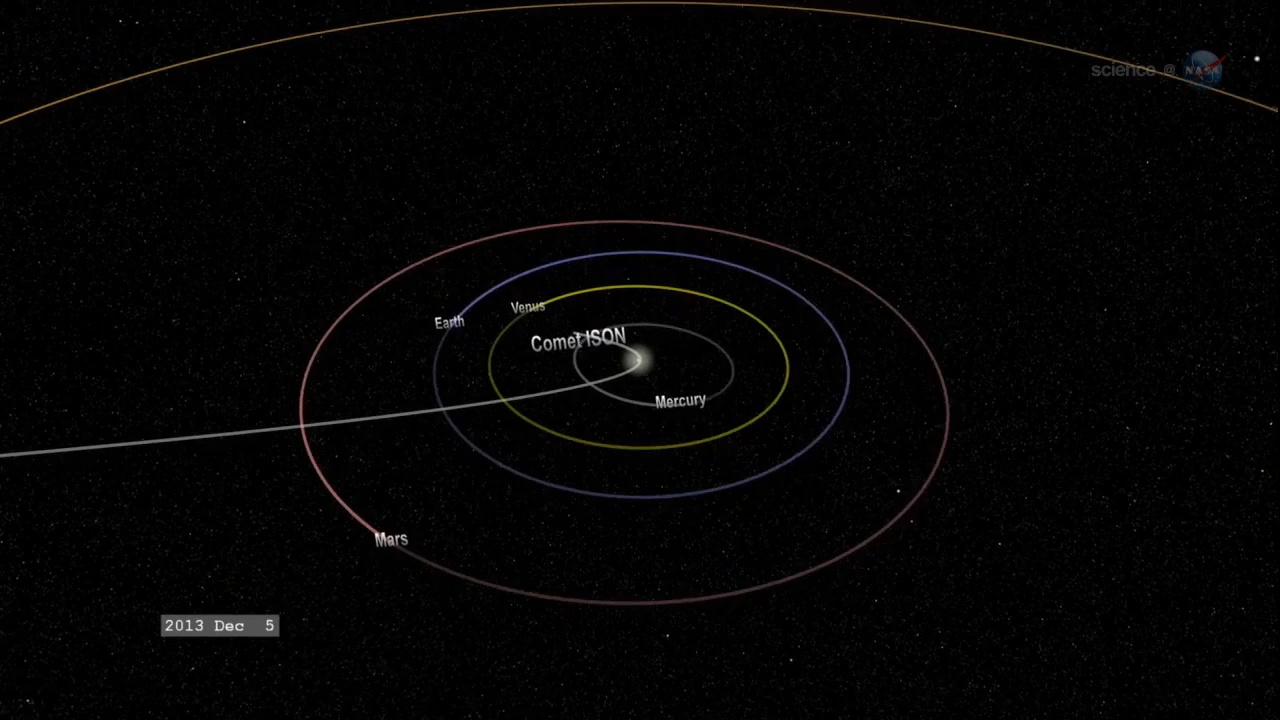 science @ NASA
Venus
Earth
Comet ISON
Mercury
Mars
2013 Dec 5